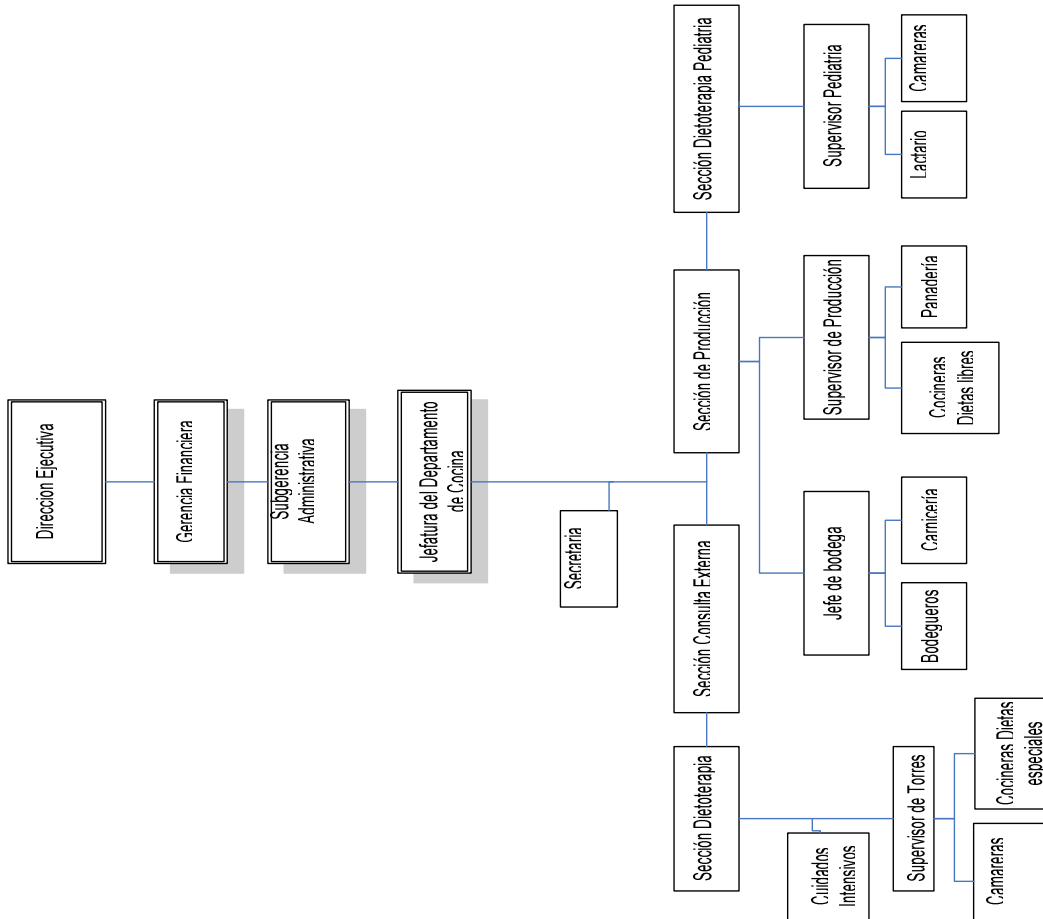 Direccion Ejecutiva
Gerencia Financiera
Subgerencia
Administrativa
Jefatura del Departamento
de Cocina
Secretaria
Sección Dietoterapia
Sección Consulta Externa
Sección de Producción
Sección Dietoterapia Pediatria
Cuidados
Intensivos
Supervisor de Torres
Jefe de bodega
Supervisor de Producción
Supervisor Pediatria
Camareras
Cocineras Dietas
especiales
Bodegueros
Carnicería
Cocineras
Dietas libres
Panadería
Lactario
Camareras